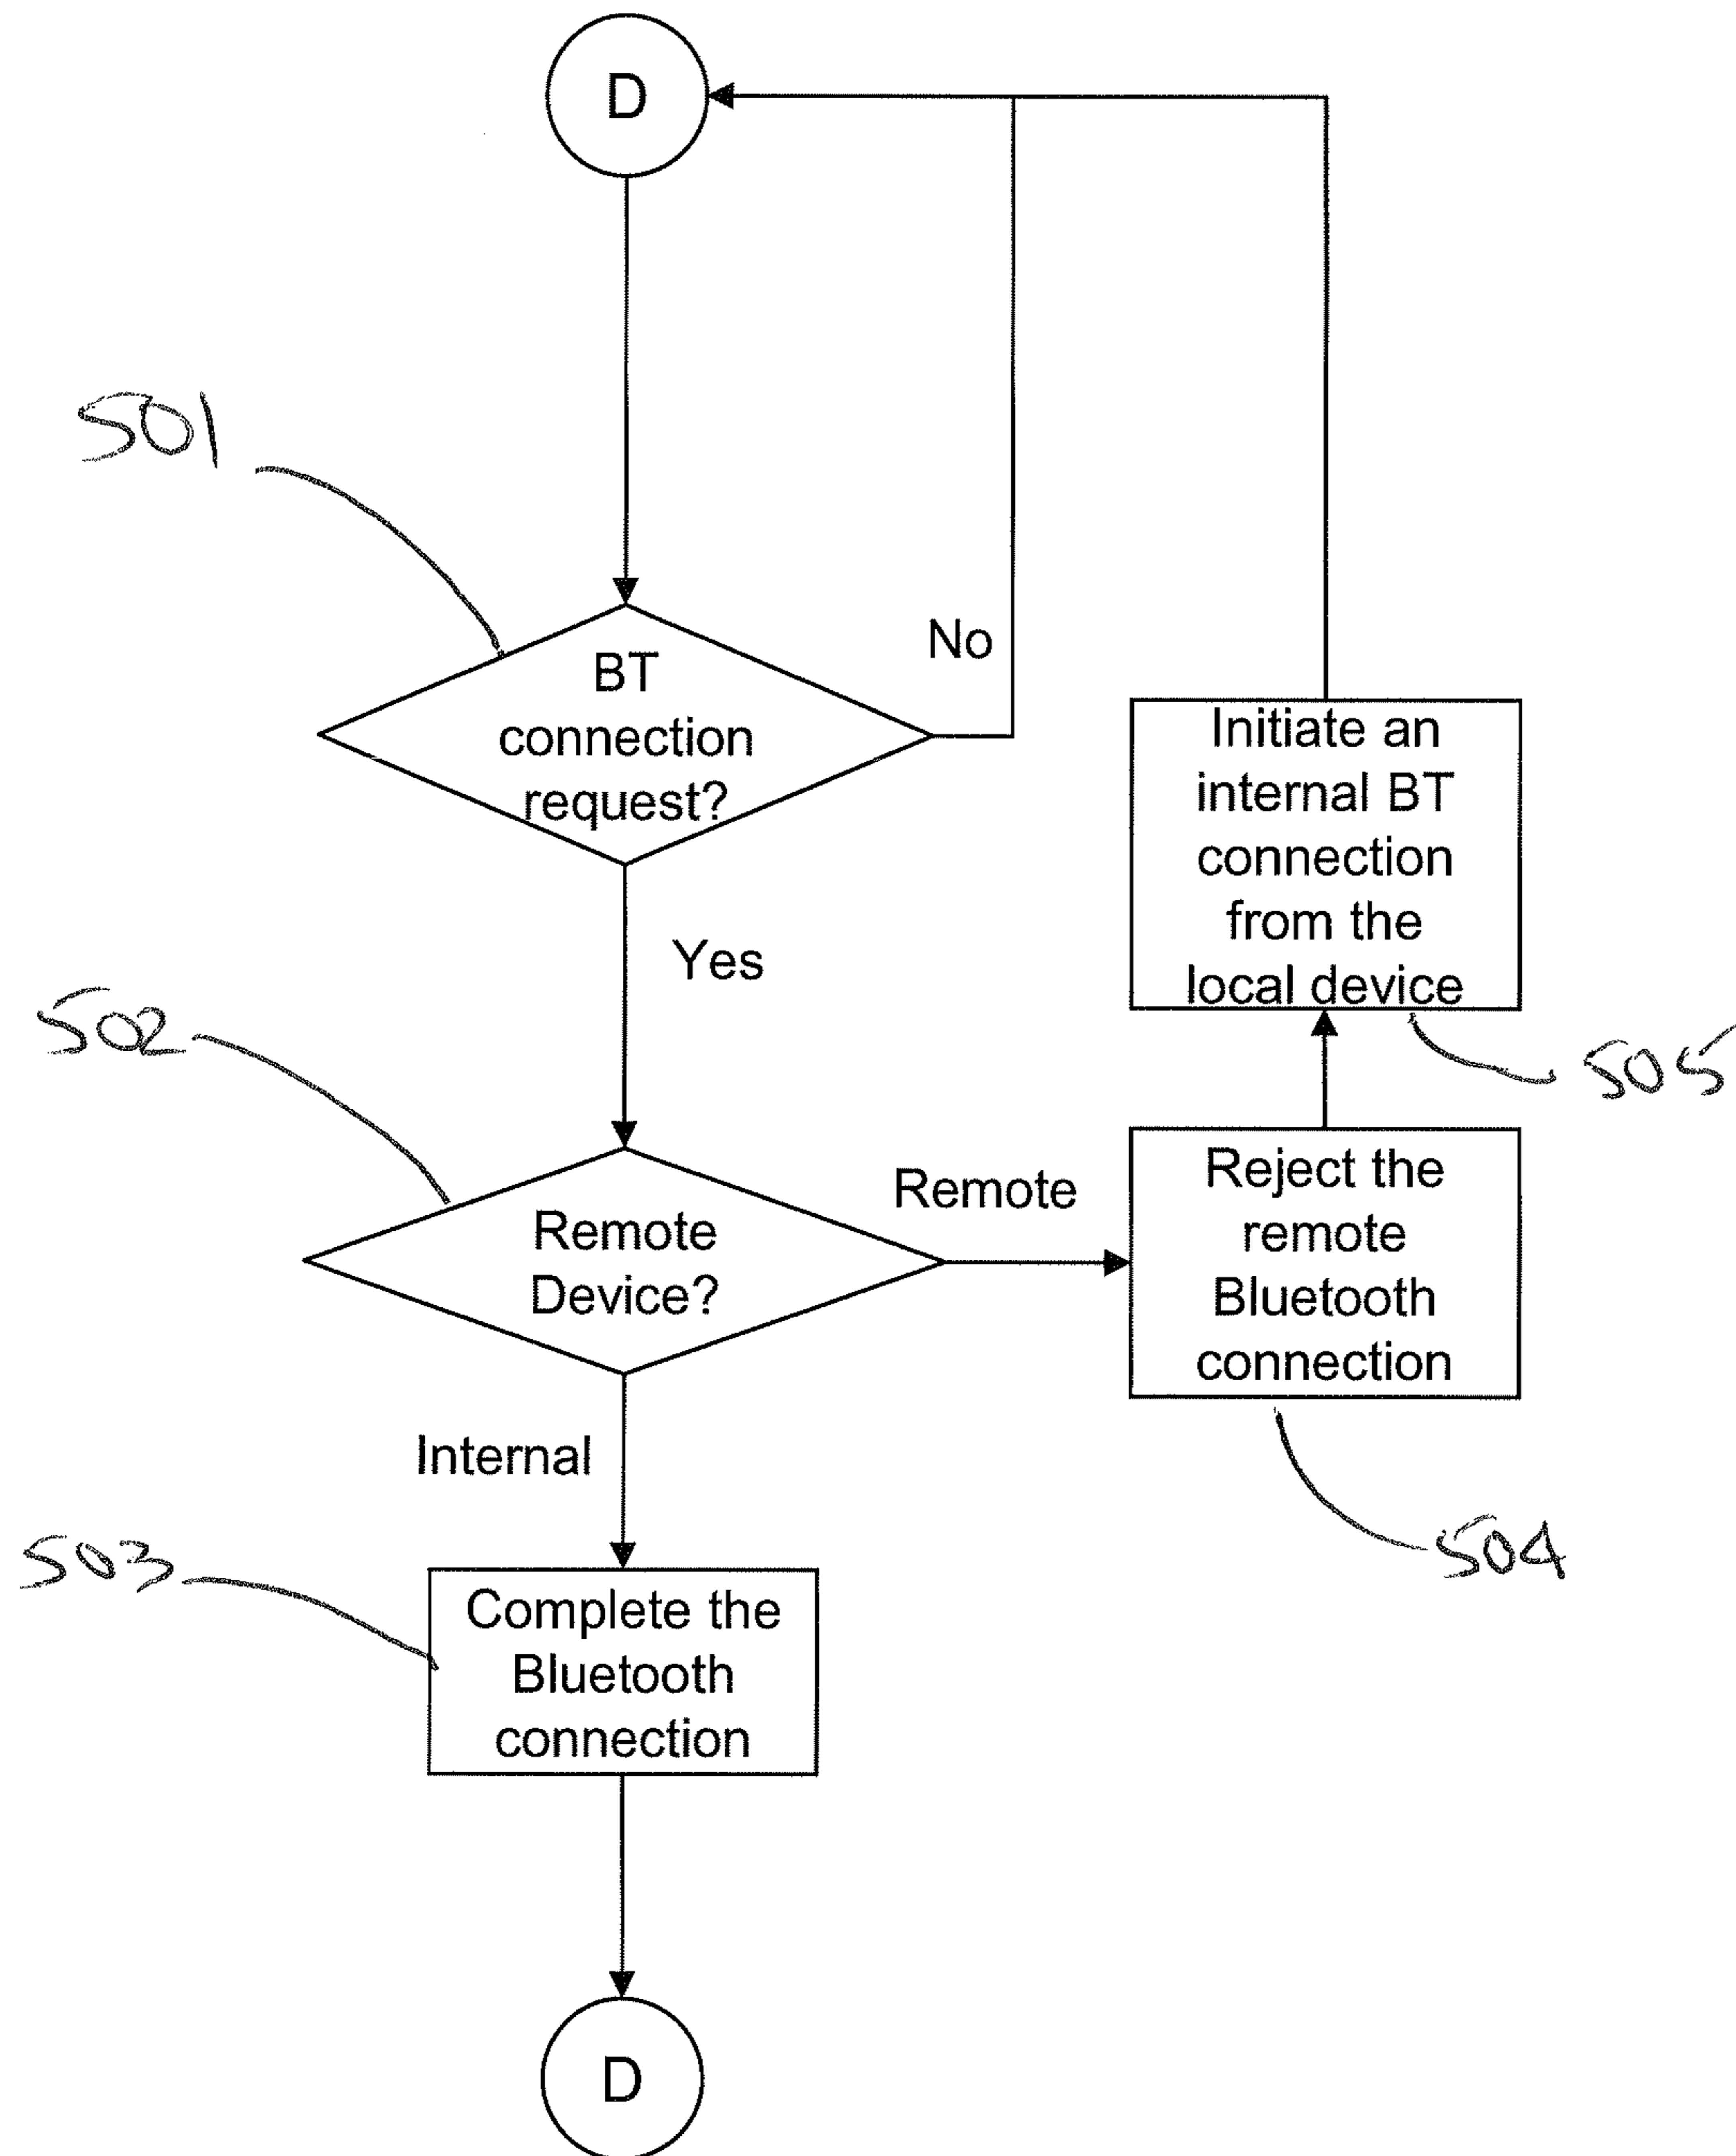 D
501
No
BT
connection
request?
Initiate an
internal BT
connection
from the
local device
Yes
502
505
Remote
Remote
Device?
Reject the
remote
Bluetooth
connection
Internal
504
503
Complete the
Bluetooth
connection
D